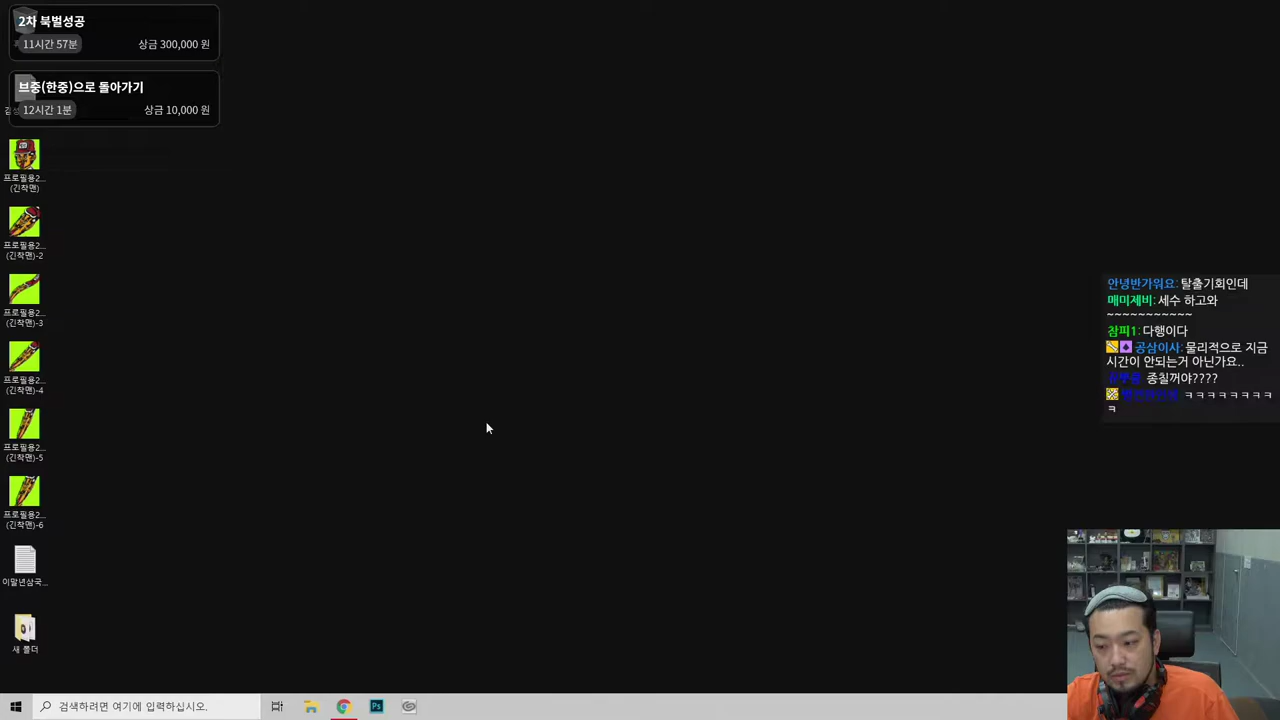 2차 북벌성공
11시간 57분
상금 300,000 원
브중(한중)으로 돌아가기
12시간 1분
상금 10,000 원
프로필용2...
(긴착맨)
프로필용2...
(긴착맨)-2
프로필용2...
(긴착맨)-3
프로필용2...
(긴착맨)-4
프로필용2...
(긴착맨)-5
프로필용2...
(긴착맨)-6
이말년삼국...
새 폴더
안녕반가워요: 탈출기회인데
매미제비: 세수 하고와
~~~~~~~~~~~
참피1: 다행이다
공삼이사: 물리적으로 지금
시간이 안되는거 아닌가요..
종칠꺼야????
ㅋㅋㅋㅋㅋㅋㅋㅋ
ㅋ
검색하려면 여기에 입력하십시오.
Ps